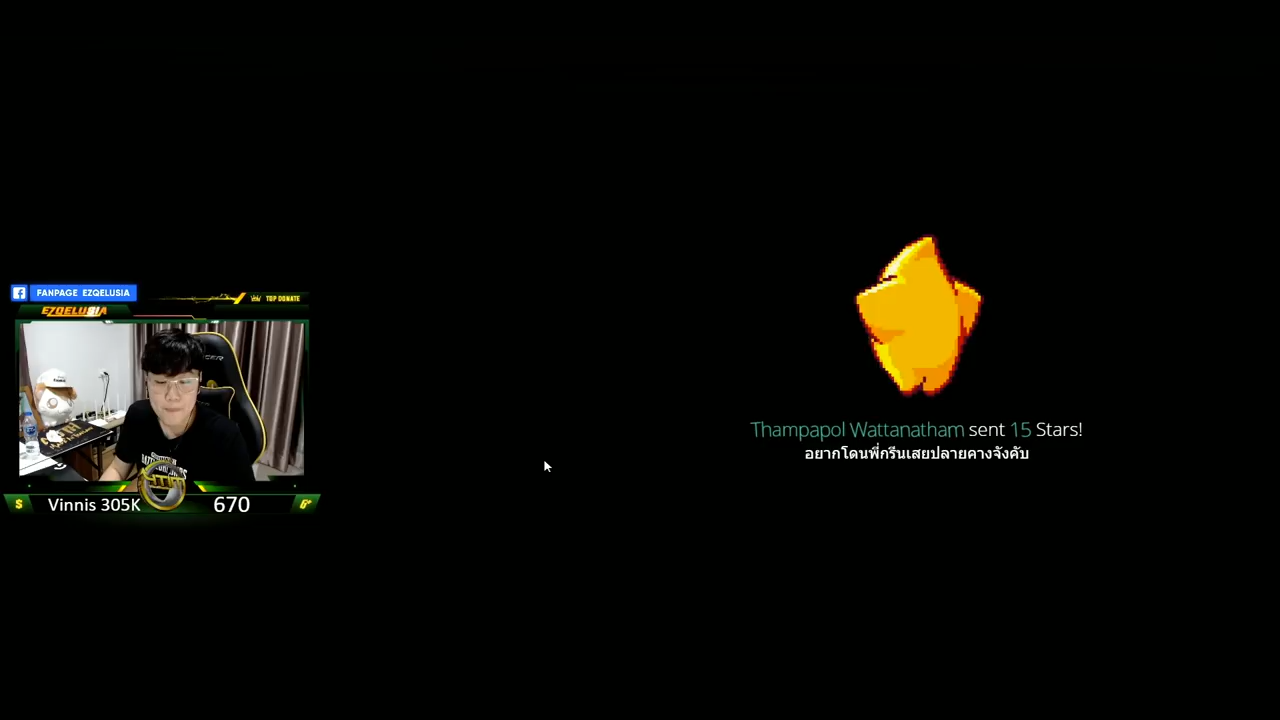 FANPAGE EZQELUSIA
TOP DONATE
EZQELUSIA
Thampapol Wattanatham sent 15 Stars!
อยากโดนพี่กรีนเสยปลายคางจังคับ
$ Vinnis 305K 670